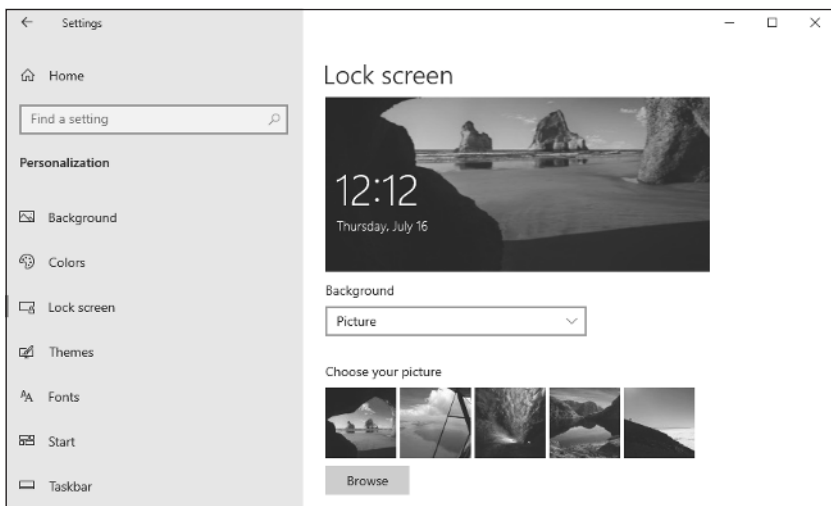 Settings
Home
Find a setting
Personalization
Background
Colors
Lock screen
Themes
Fonts
Start
Taskbar
Lock screen
12:12
Thursday, July 16
Background
Picture
Choose your picture
Browse